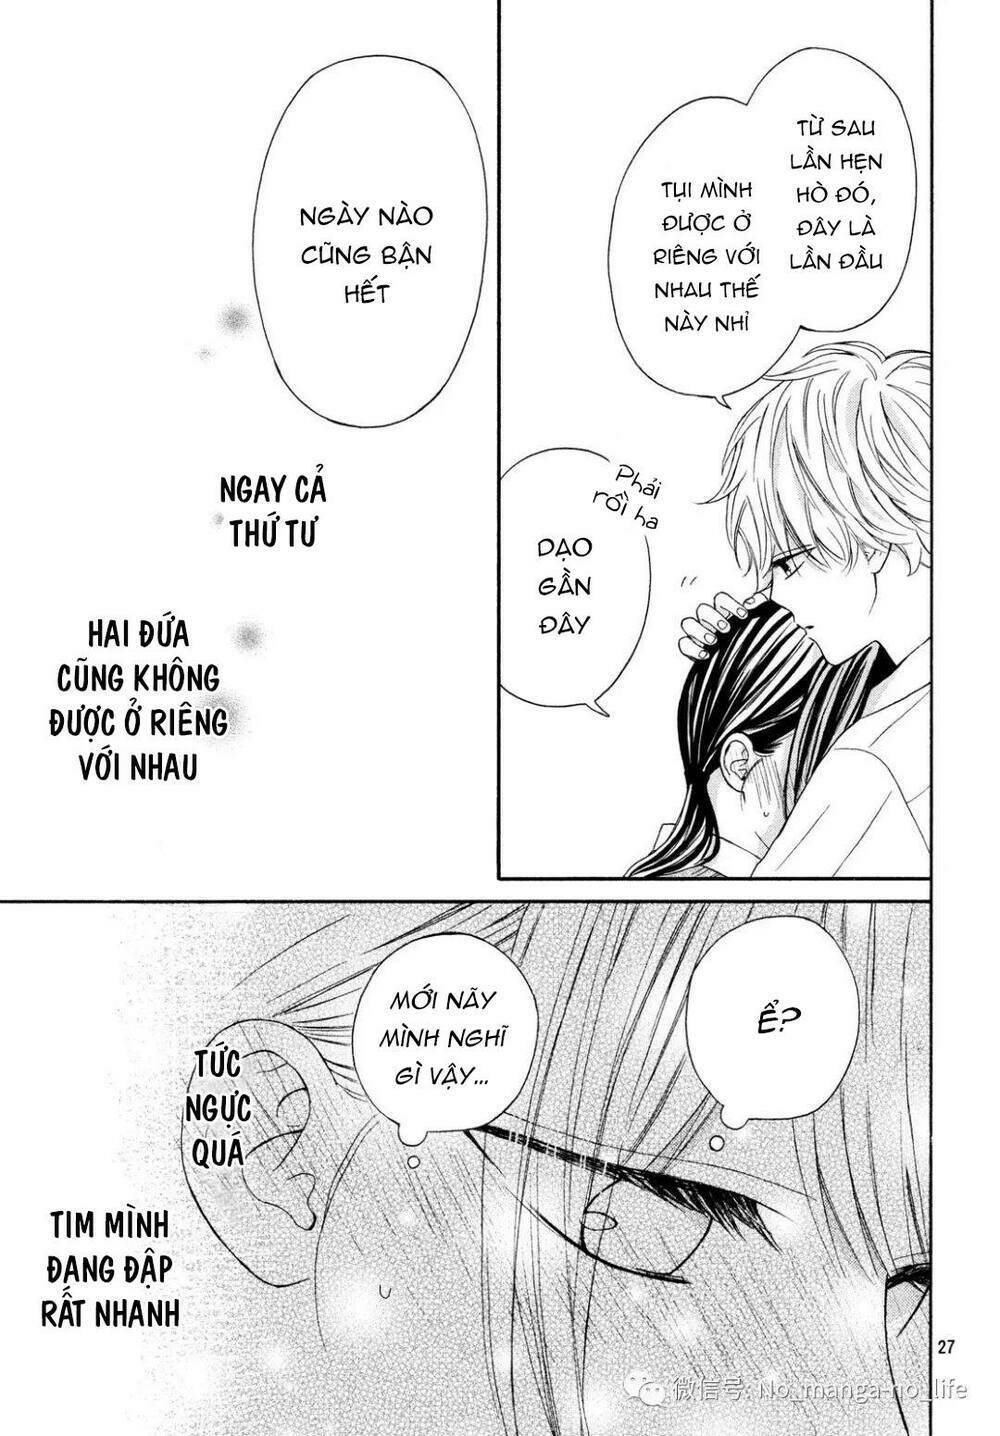 TỪ SAU
LẦN HẸN
HÒ ĐÓ,
ĐÂY LÀ
LẦN ĐẦU
TỤI MÌNH
ĐƯỢC Ở
RIÊNG VỚI
NHAU THẾ
NÀY NHỈ
Phải
rồi ha
DẠO
GẦN
ĐÂY
NGÀY NÀO
CŨNG BẬN
HẾT
NGAY CẢ
THỨ TƯ
HAI ĐỨA
CŨNG KHÔNG
ĐƯỢC Ở RIÊNG
VỚI NHAU
Ể?
MỚI NÃY
MÌNH NGHĨ
GÌ VẬY...
TỨC
NGỰC
QUÁ
TIM MÌNH
ĐANG ĐẬP
RẤT NHANH
27
微信号: No_manga-no_life